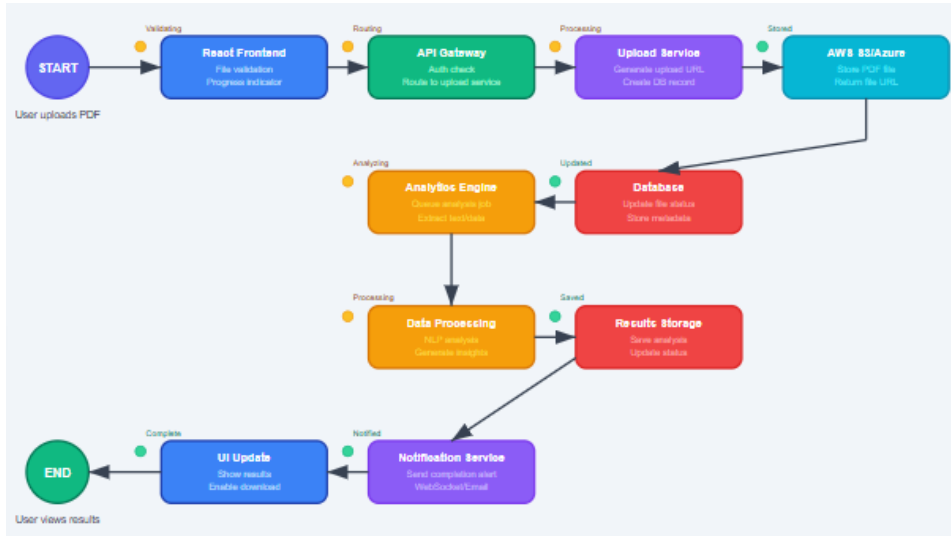 Validating
Routing
Processing
Stored
START
React Frontend
File validation
Progress indicator
API Gateway
Auth check
Route to upload service
Upload Service
Generate upload URL
Create DB record
AWS S3/Azure
Store PDF file
Return file URL
User uploads PDF
Analyzing
Updated
Analytics Engine
Queue analysis job
Extract text/data
Database
Update file status
Store metadata
Processing
Saved
Data Processing
NLP analysis
Generate insights
Results Storage
Save analysis
Update status
Complete
Notified
END
UI Update
Show results
Enable download
Notification Service
Send completion alert
WebSocket/Email
User views results